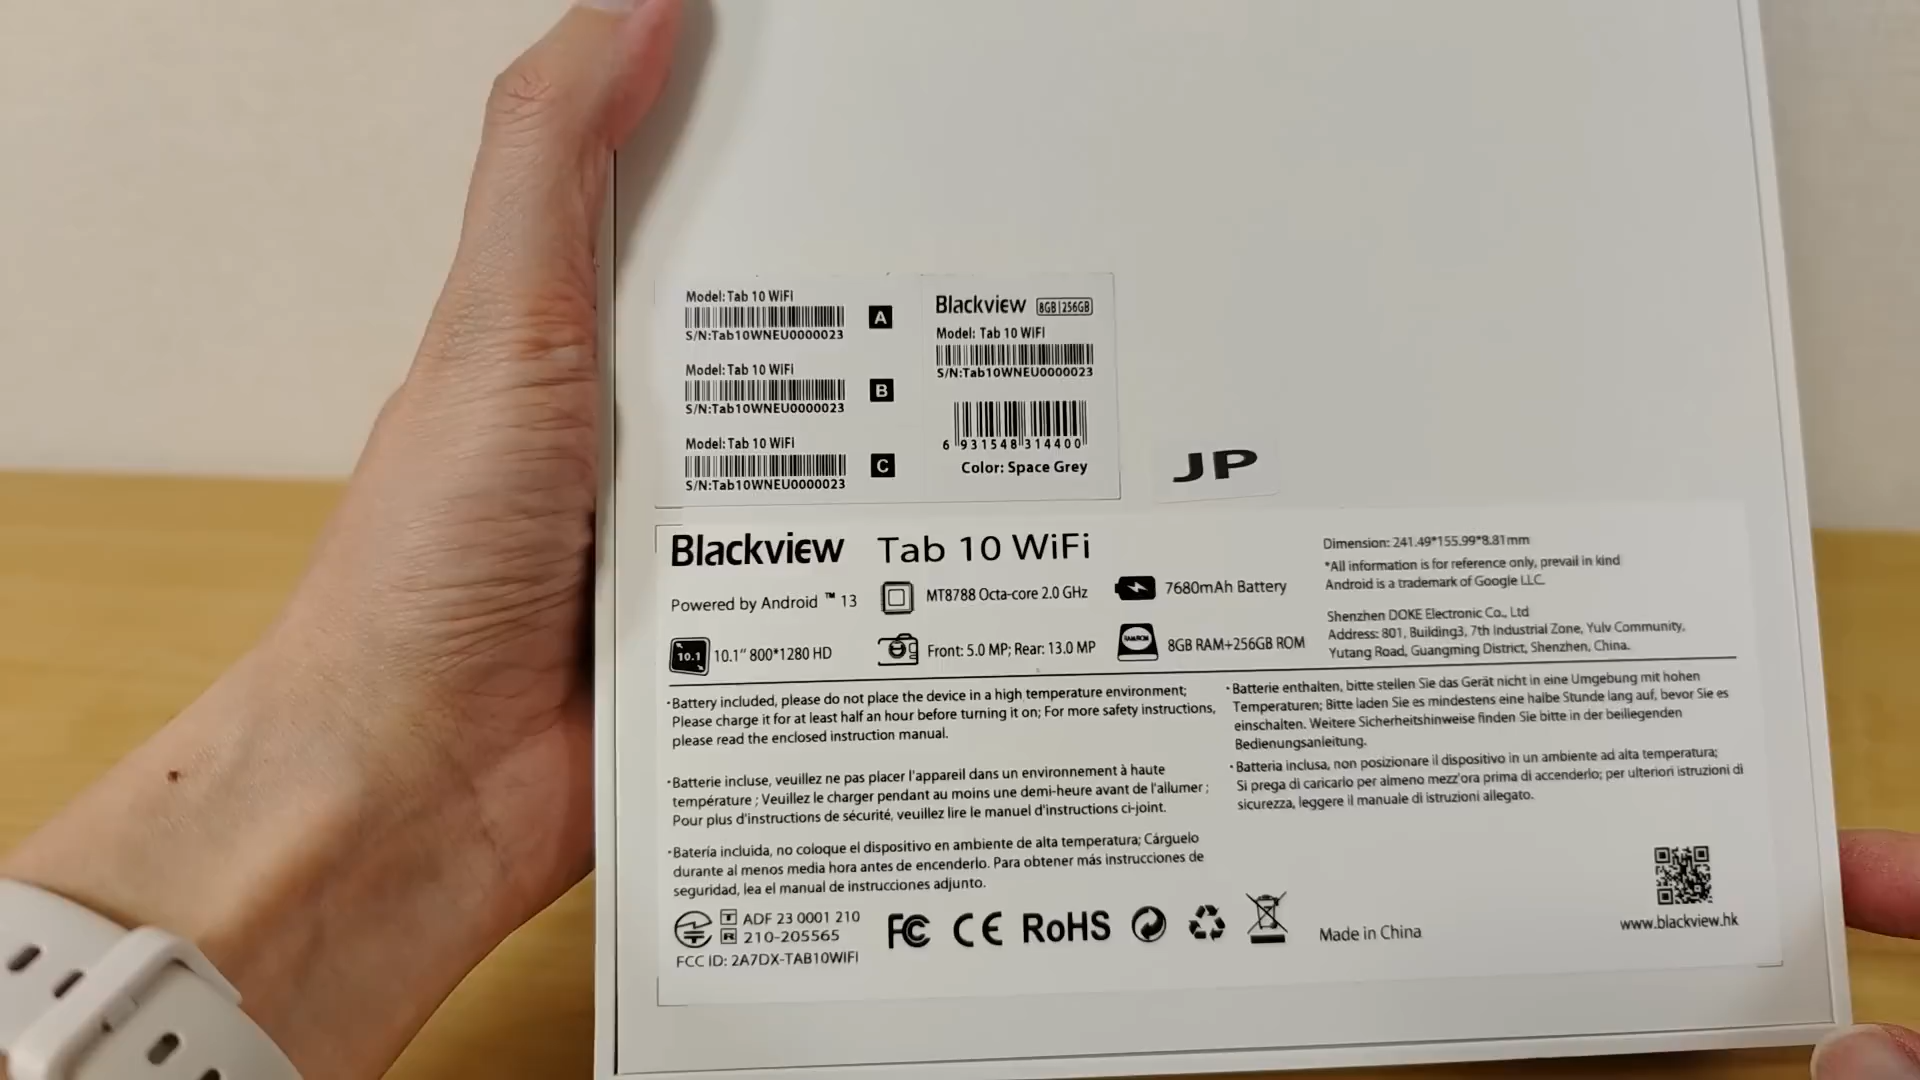 Model: Tab 10 WiFi
S/N:Tab10WNEU0000023
A
Model: Tab 10 WiFi
S/N:Tab10WNEU0000023
B
Model: Tab 10 WiFi
S/N:Tab10WNEU0000023
C
Blackview 8GB|256GB
Model: Tab 10 WiFi
S/N:Tab10WNEU0000023
6 931548 314400
Color: Space Grey
JP
Blackview Tab 10 WiFi
Powered by Android ™ 13
MT8788 Octa-core 2.0 GHz
7680mAh Battery
10.1
10.1” 800*1280 HD
Front: 5.0 MP; Rear: 13.0 MP
RAM/ROM
8GB RAM+256GB ROM
Dimension: 241.49*155.99*8.81mm
*All information is for reference only, prevail in kind
Android is a trademark of Google LLC.
Shenzhen DOKE Electronic Co., Ltd
Address: 801, Building3, 7th Industrial Zone, Yulv Community,
Yutang Road, Guangming District, Shenzhen, China.
·Battery included, please do not place the device in a high temperature environment;
Please charge it for at least half an hour before turning it on; For more safety instructions,
please read the enclosed instruction manual.
·Batterie incluse, veuillez ne pas placer l'appareil dans un environnement à haute
température ; Veuillez le charger pendant au moins une demi-heure avant de l'allumer ;
Pour plus d'instructions de sécurité, veuillez lire le manuel d'instructions ci-joint.
·Batería incluida, no coloque el dispositivo en ambiente de alta temperatura; Cárguelo
durante al menos media hora antes de encenderlo. Para obtener más instrucciones de
seguridad, lea el manual de instrucciones adjunto.
·Batterie enthalten, bitte stellen Sie das Gerät nicht in eine Umgebung mit hohen
Temperaturen; Bitte laden Sie es mindestens eine halbe Stunde lang auf, bevor Sie es
einschalten. Weitere Sicherheitshinweise finden Sie bitte in der beiliegenden
Bedienungsanleitung.
·Batteria inclusa, non posizionare il dispositivo in un ambiente ad alta temperatura;
Si prega di caricarlo per almeno mezz'ora prima di accenderlo; per ulteriori istruzioni di
sicurezza, leggere il manuale di istruzioni allegato.
T ADF 23 0001 210
R 210-205565
FCC ID: 2A7DX-TAB10WIFI
FC CE RoHS
Made in China
www.blackview.hk